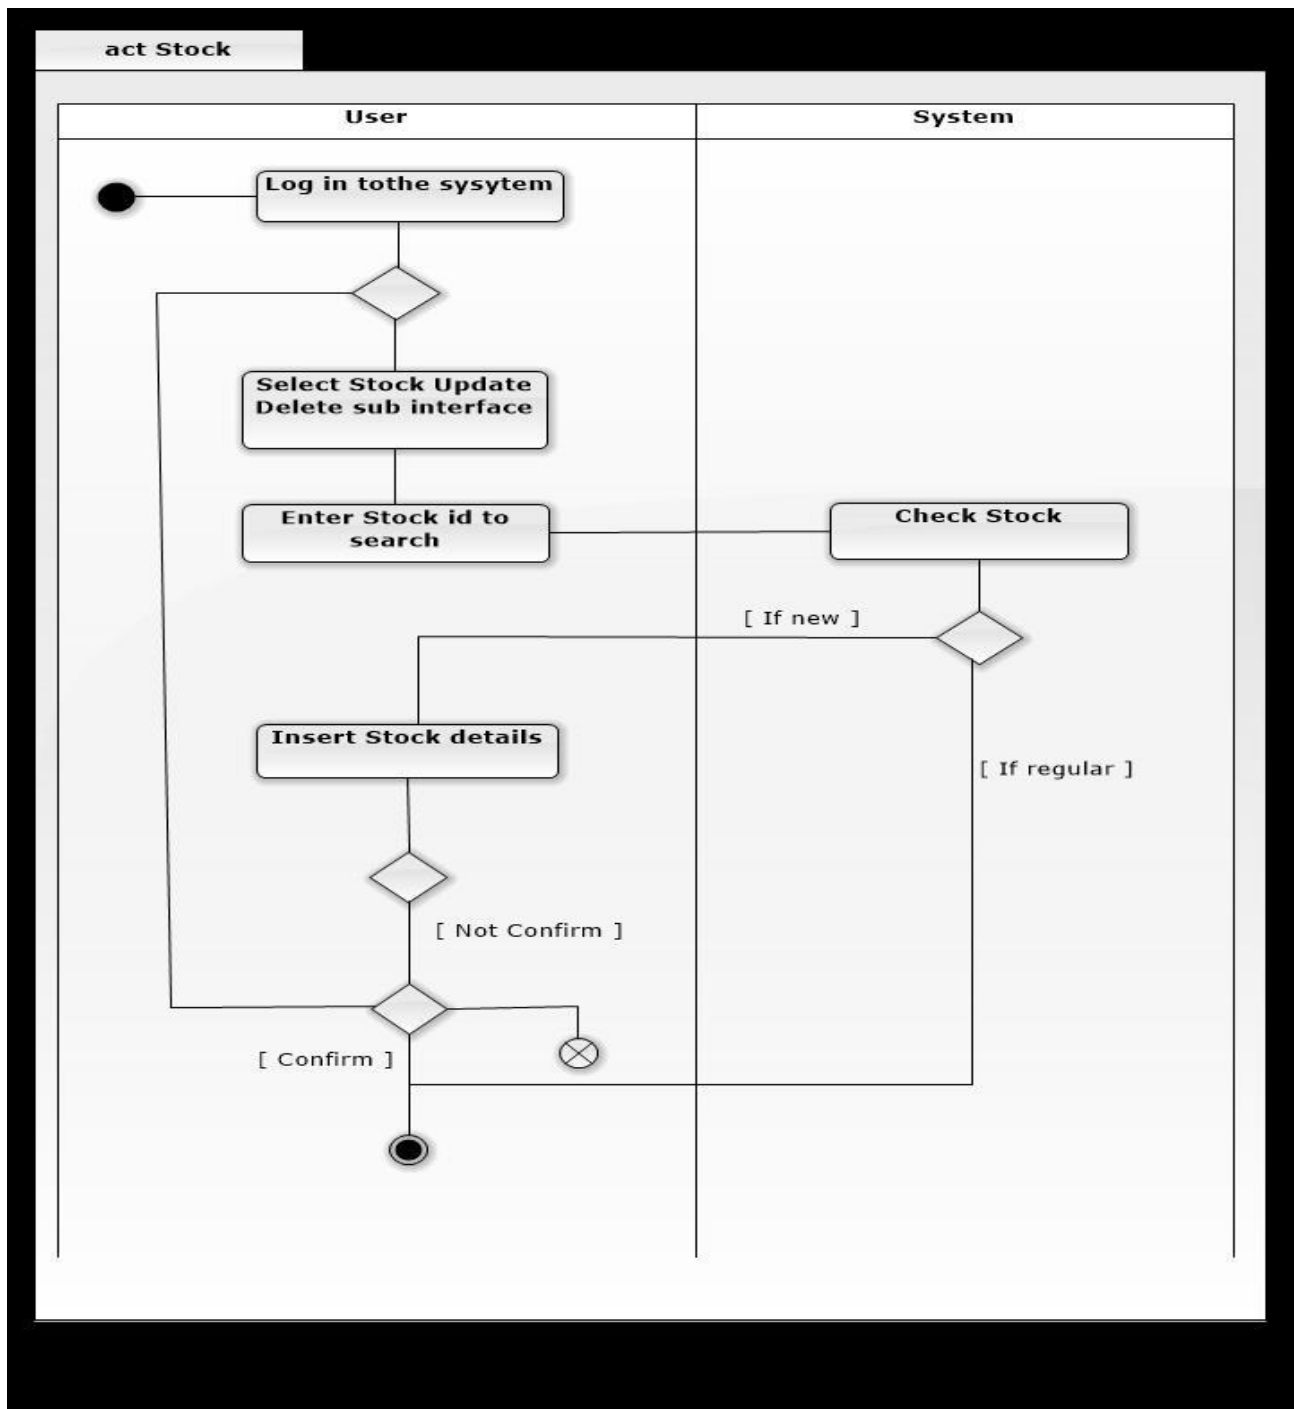 act Stock
User
System
Log in tothe sysytem
Select Stock Update
Delete sub interface
Enter Stock id to
search
Check Stock
[ If new ]
Insert Stock details
[ If regular ]
[ Not Confirm ]
[ Confirm ]